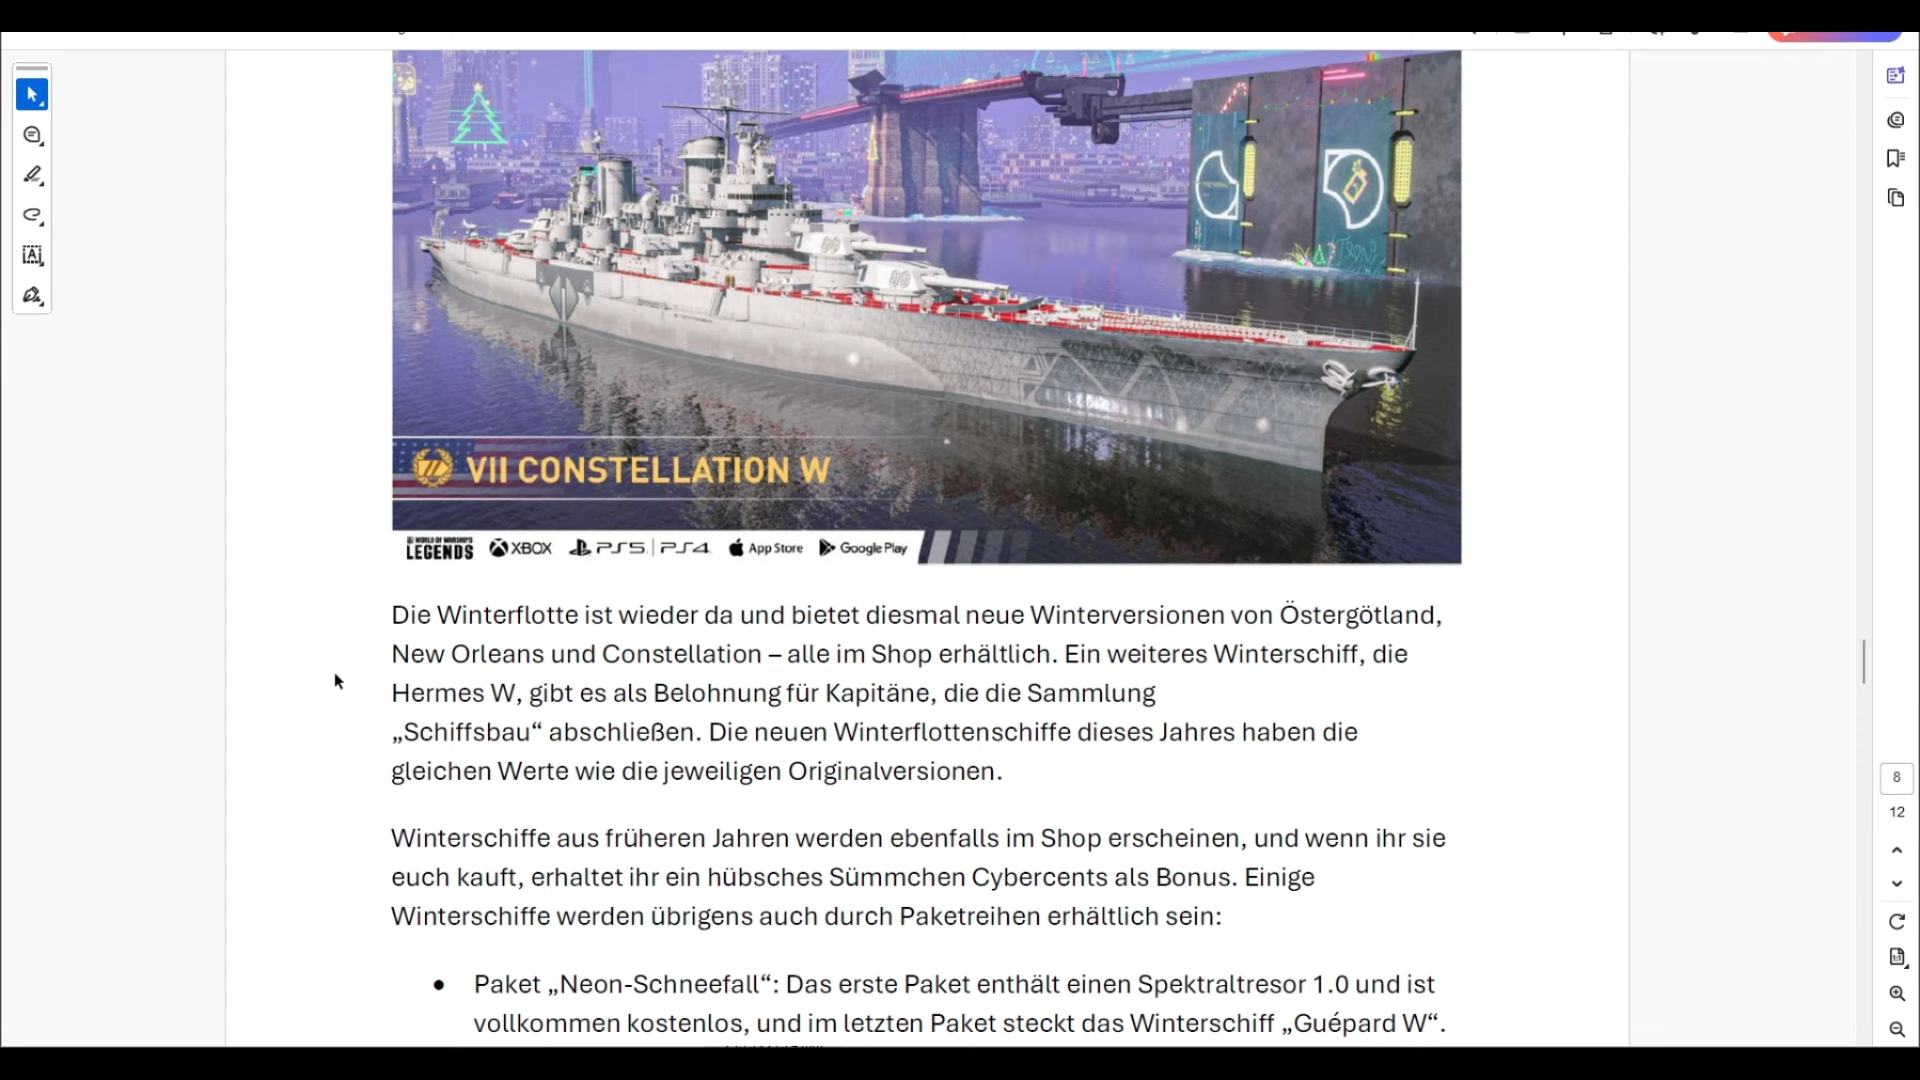 VII CONSTELLATION W
WORLD OF WARSHIPS
LEGENDS XBOX PS5 | PS4 App Store Google Play
Die Winterflotte ist wieder da und bietet diesmal neue Winterversionen von Östergötland,
New Orleans und Constellation – alle im Shop erhältlich. Ein weiteres Winterschiff, die
Hermes W, gibt es als Belohnung für Kapitäne, die die Sammlung
„Schiffsbau“ abschließen. Die neuen Winterflottenschiffe dieses Jahres haben die
gleichen Werte wie die jeweiligen Originalversionen.
8
12
Winterschiffe aus früheren Jahren werden ebenfalls im Shop erscheinen, und wenn ihr sie
euch kauft, erhaltet ihr ein hübsches Sümmchen Cybercents als Bonus. Einige
Winterschiffe werden übrigens auch durch Paketreihen erhältlich sein:
• Paket „Neon-Schneefall“: Das erste Paket enthält einen Spektraltresor 1.0 und ist
vollkommen kostenlos, und im letzten Paket steckt das Winterschiff „Guépard W“.